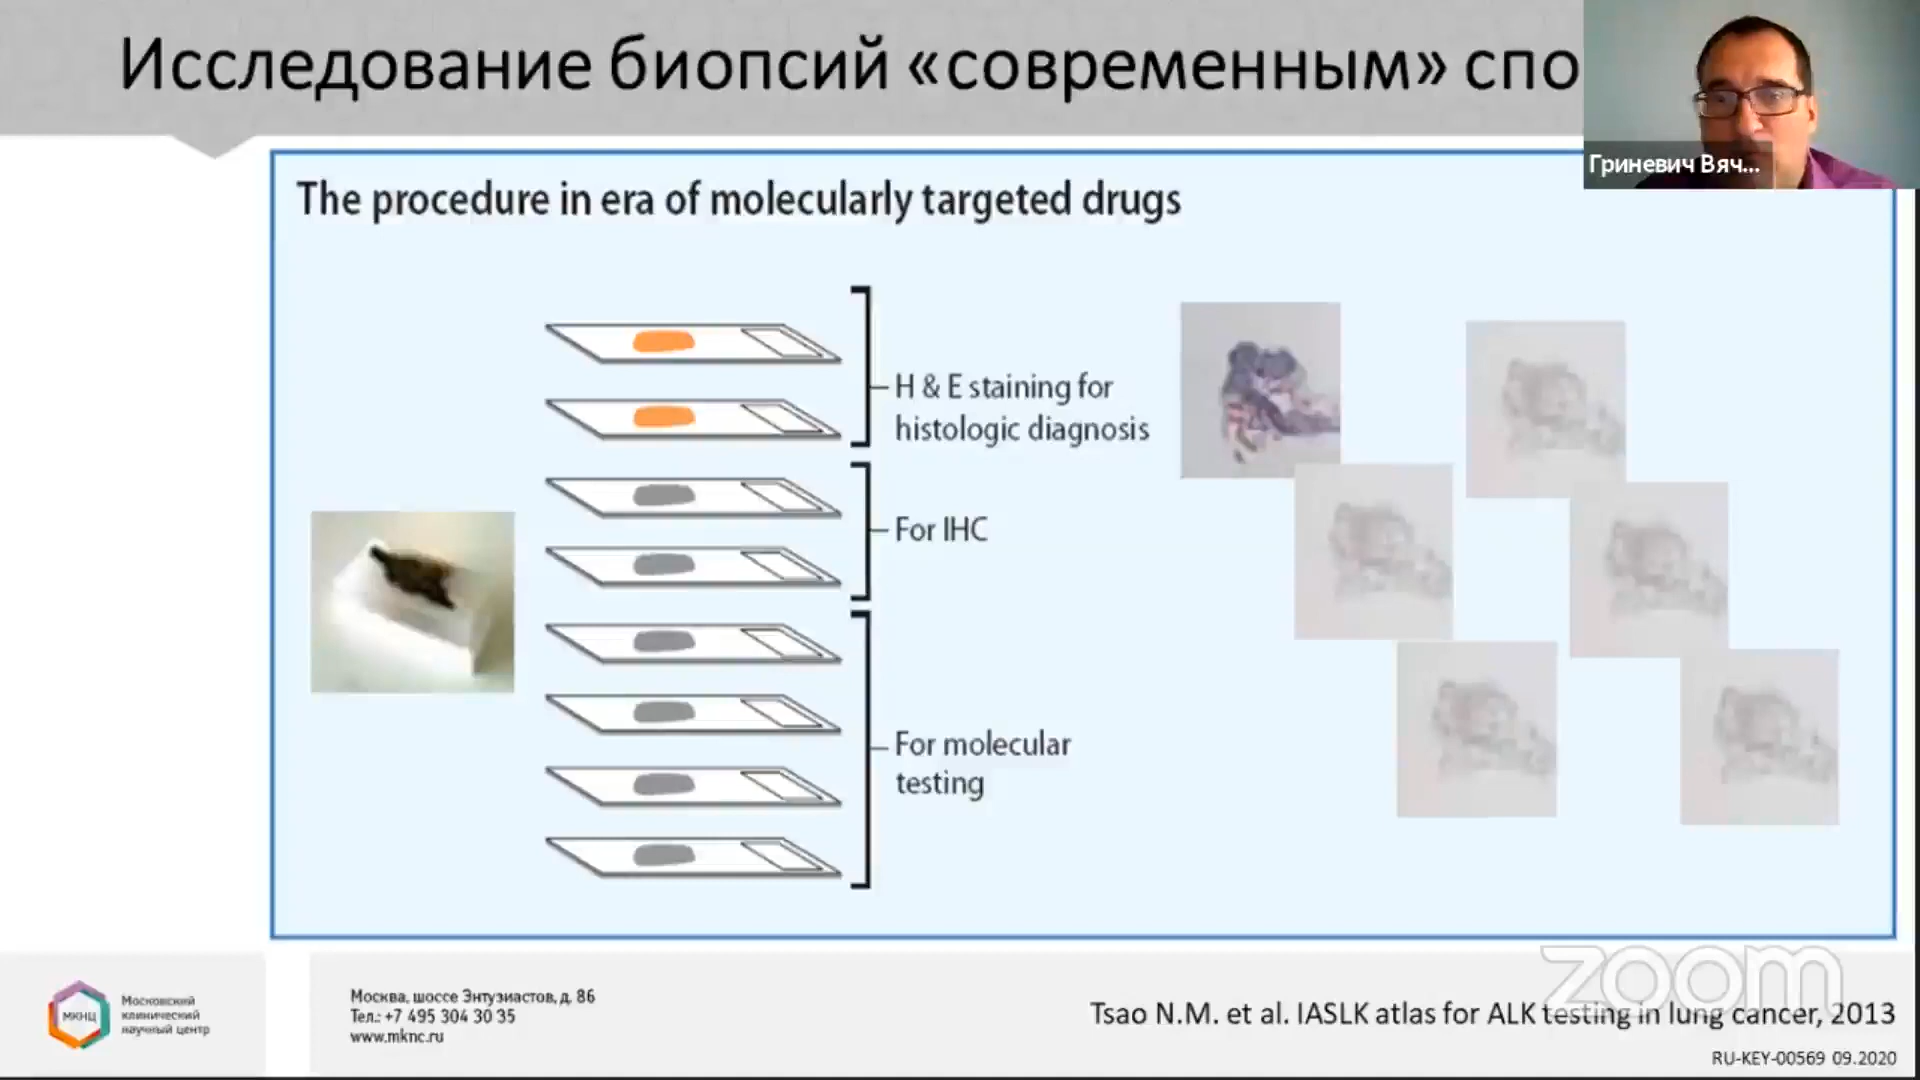 Исследование биопсий «современным» спо
Гриневич Вяч...
The procedure in era of molecularly targeted drugs
H & E staining for
histologic diagnosis
For IHC
For molecular
testing
МКНЦ
Московский
клинический
научный центр
Москва, шоссе Энтузиастов, д. 86
Тел.: +7 495 304 30 35
www.mknc.ru
zoom
Tsao N.M. et al. IASLK atlas for ALK testing in lung cancer, 2013
RU-KEY-00569 09.2020